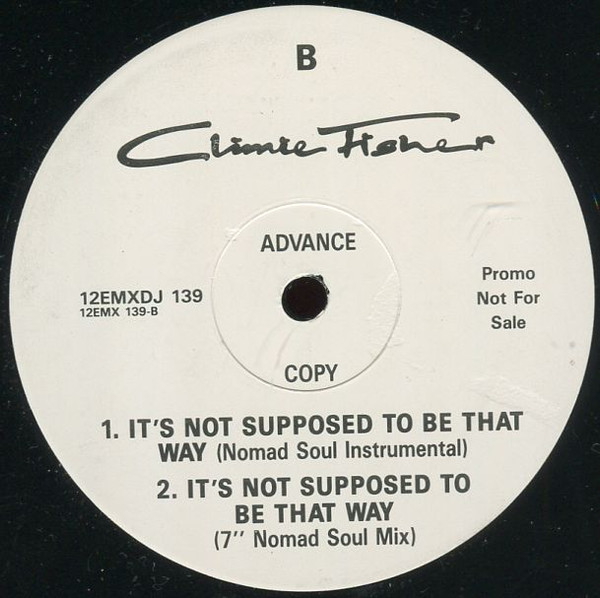 B
Climie Fisher
ADVANCE
12EMXDJ 139
12EMX 139-B
Promo
Not For
Sale
COPY
1. IT'S NOT SUPPOSED TO BE THAT
WAY (Nomad Soul Instrumental)
2. IT'S NOT SUPPOSED TO
BE THAT WAY
(7'' Nomad Soul Mix)